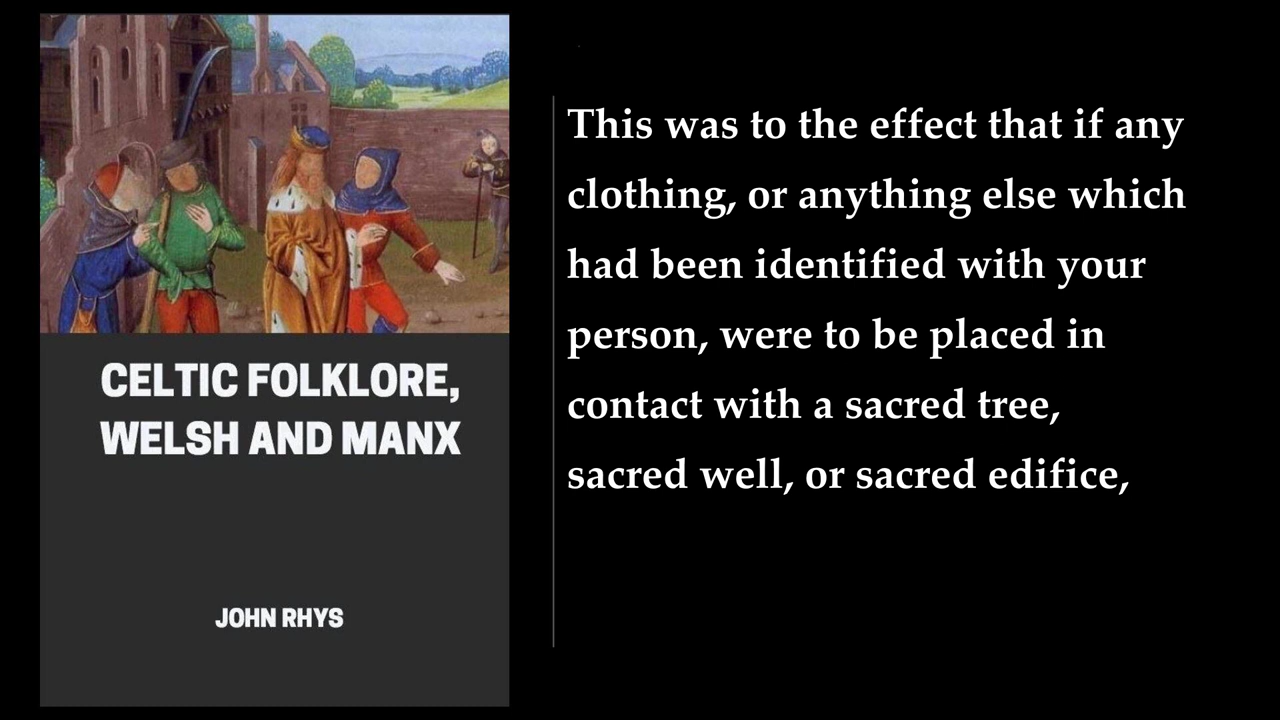 CELTIC FOLKLORE,
WELSH AND MANX
JOHN RHYS
This was to the effect that if any
clothing, or anything else which
had been identified with your
person, were to be placed in
contact with a sacred tree,
sacred well, or sacred edifice,